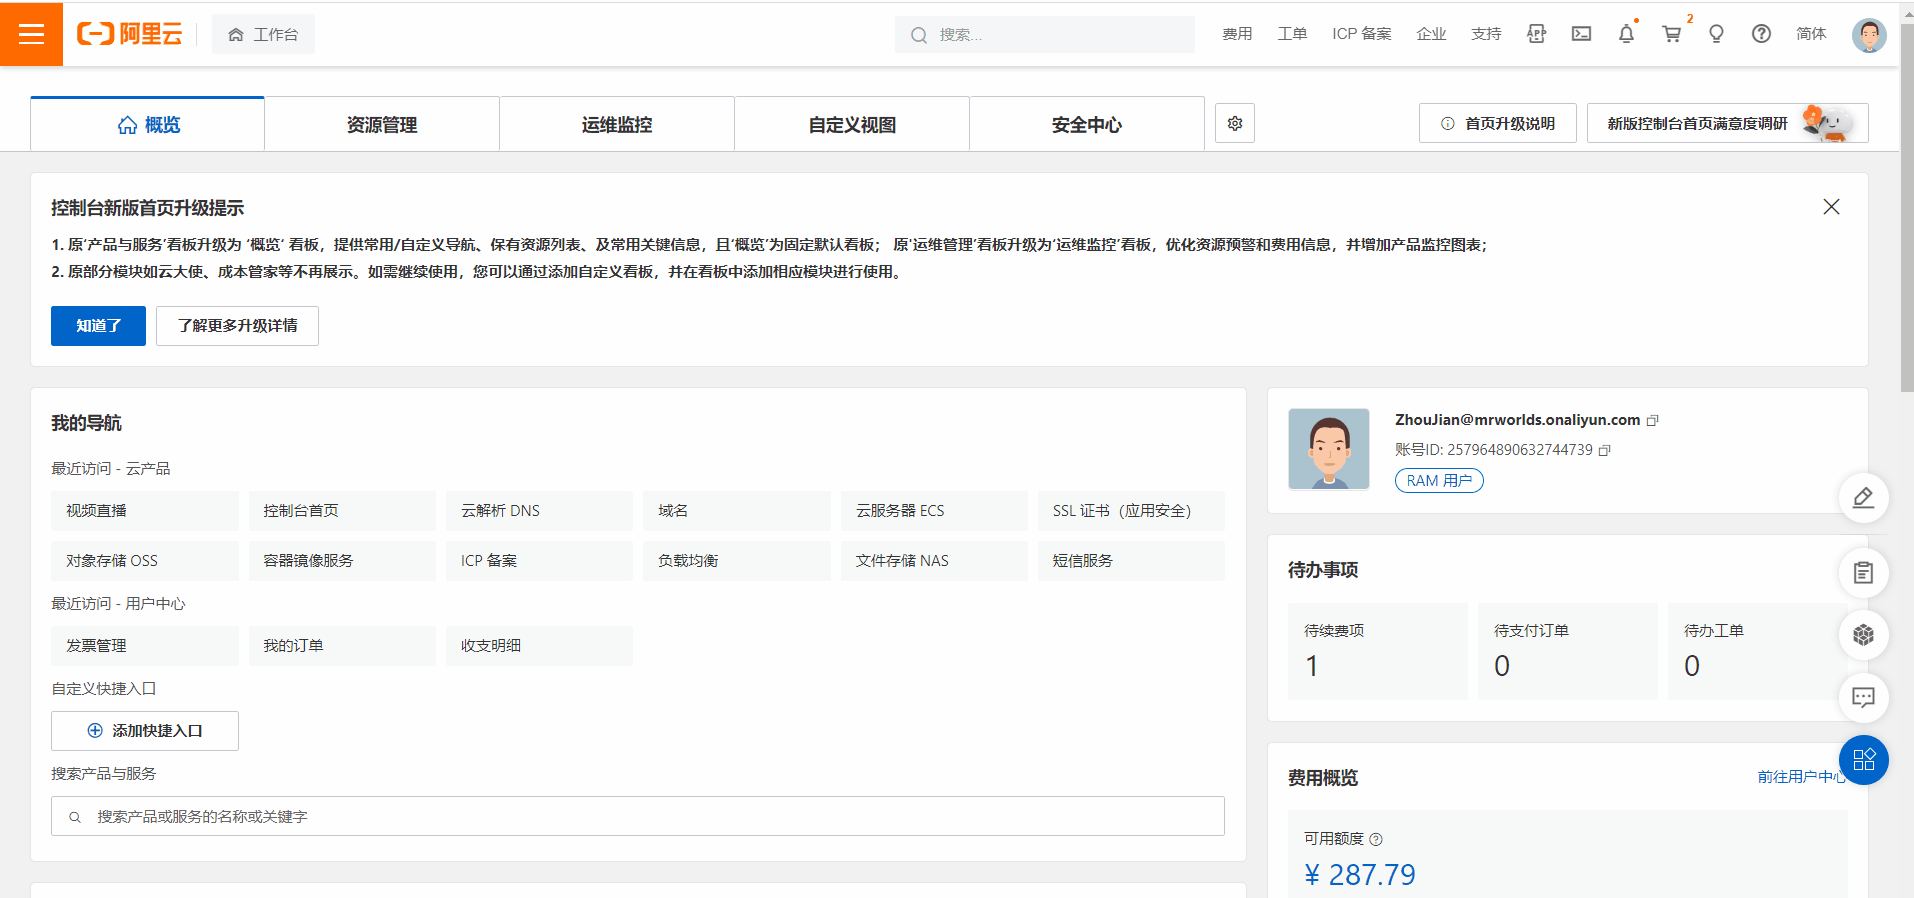 阿里云
工作台
搜索...
费用
工单
ICP 备案
企业
支持
APP
2
简体
概览
资源管理
运维监控
自定义视图
安全中心
首页升级说明
新版控制台首页满意度调研
控制台新版首页升级提示
1. 原‘产品与服务’看板升级为 ‘概览‘ 看板，提供常用/自定义导航、保有资源列表、及常用关键信息，且‘概览’为固定默认看板； 原‘运维管理’看板升级为‘运维监控’看板，优化资源预警和费用信息，并增加产品监控图表；
2. 原部分模块如云大使、成本管家等不再展示。如需继续使用，您可以通过添加自定义看板，并在看板中添加相应模块进行使用。
知道了
了解更多升级详情
我的导航
最近访问 - 云产品
视频直播
控制台首页
云解析 DNS
域名
云服务器 ECS
SSL 证书（应用安全）
对象存储 OSS
容器镜像服务
ICP 备案
负载均衡
文件存储 NAS
短信服务
最近访问 - 用户中心
发票管理
我的订单
收支明细
自定义快捷入口
添加快捷入口
搜索产品与服务
搜索产品或服务的名称或关键字
ZhouJian@mrworlds.onaliyun.com
账号ID: 257964890632744739
RAM 用户
待办事项
待续费项
1
待支付订单
0
待办工单
0
费用概览
前往用户中心
可用额度
¥ 287.79